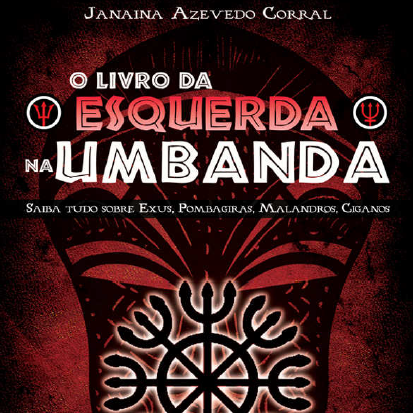 JANAINA AZEVEDO CORRAL
O LIVRO DA
ESQUERDA
NA UMBANDA
SAIBA TUDO SOBRE EXUS, POMBAGIRAS, MALANDROS, CIGANOS